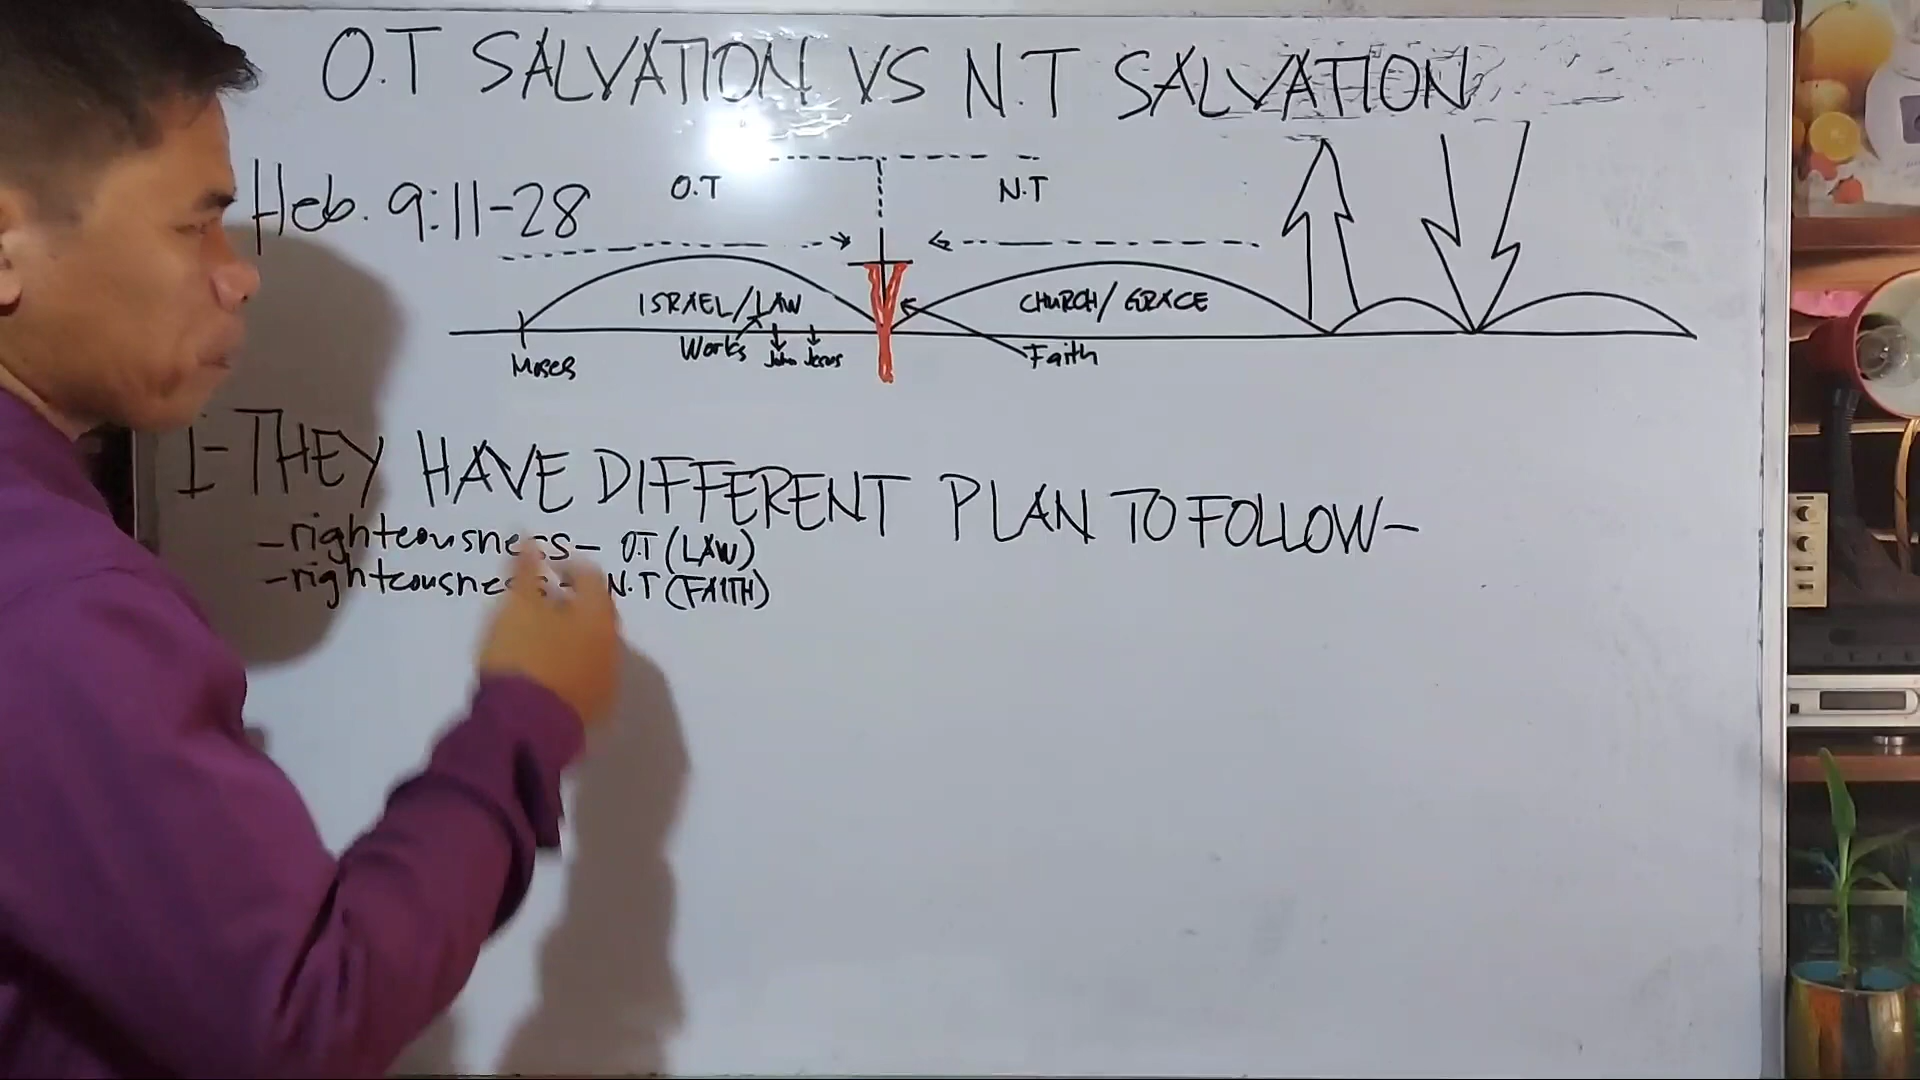 O.T SALVATION VS N.T SALVATION
Heb. 9:11-28
O.T
N.T
ISRAEL/LAW
CHURCH/GRACE
Moses
Works
John
Jesus
Faith
I-THEY HAVE DIFFERENT PLAN TO FOLLOW-
-righteousness- O.T (LAW)
-righteousness- N.T (FAITH)